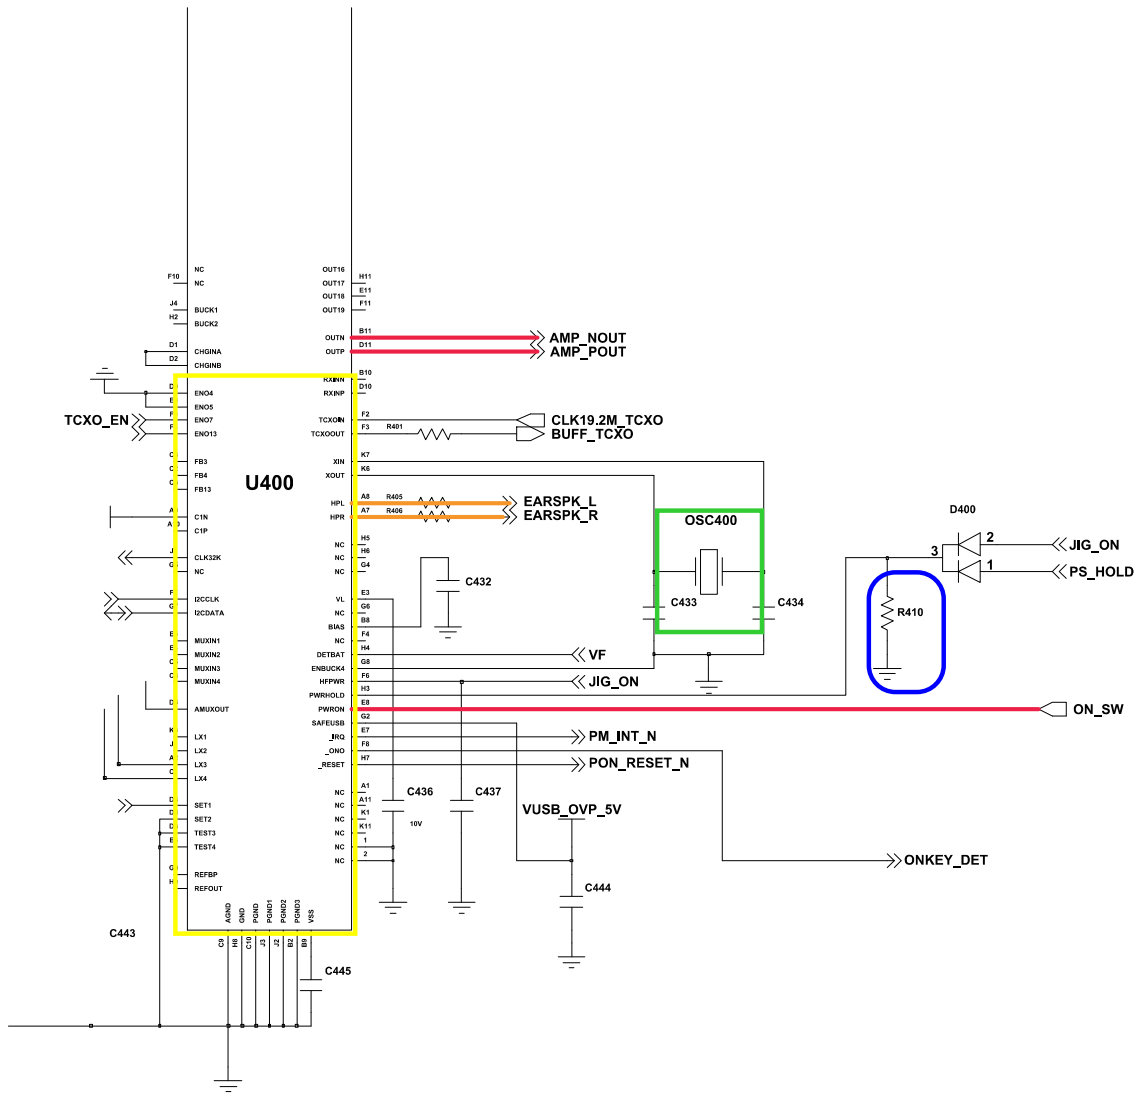 NC OUT16
F10 NC OUT17 H11
OUT18 E11
J4 BUCK1 OUT19 F11
H2 BUCK2
OUTN B11 AMP_NOUT
D1 CHGINA OUTP D11 AMP_POUT
D2 CHGINB
RXINN B10
ENO4 RXINP D10
ENO5
TCXO_EN ENO7 TCXOIN F2 CLK19.2M_TCXO
ENO13 TCXOOUT F3 R401 BUFF_TCXO
FB3 XIN K7
FB4 XOUT K6
U400
FB13
HPL A8 R405 EARSPK_L
C1N HPR A7 R406 EARSPK_R
OSC400 D400
C1P
NC H5 2 JIG_ON
CLK32K NC H6 3
NC NC G4 1 PS_HOLD
C432
I2CCLK VL E3 C433 C434
I2CDATA NC G6 R410
BIAS B8
MUXIN1 NC F4
MUXIN2 DETBAT H4 VF
MUXIN3 ENBUCK4 G8
MUXIN4 HFPWR F6 JIG_ON
PWRHOLD H3
AMUXOUT PWRON E8 ON_SW
SAFEUSB G2
LX1 _IRQ E7 PM_INT_N
LX2 _ONO F8
LX3 _RESET H7 PON_RESET_N
LX4
NC A1 C436 C437
SET1 NC A11
SET2 NC K1 VUSB_OVP_5V
TEST3 NC K11 10V
TEST4 NC 1
NC 2 ONKEY_DET
REFBP
REFOUT C444
AGND GND PGND PGND1 PGND2 PGND3 VSS
C443
C9 H8 C10 J3 J2 B2 B9
C445